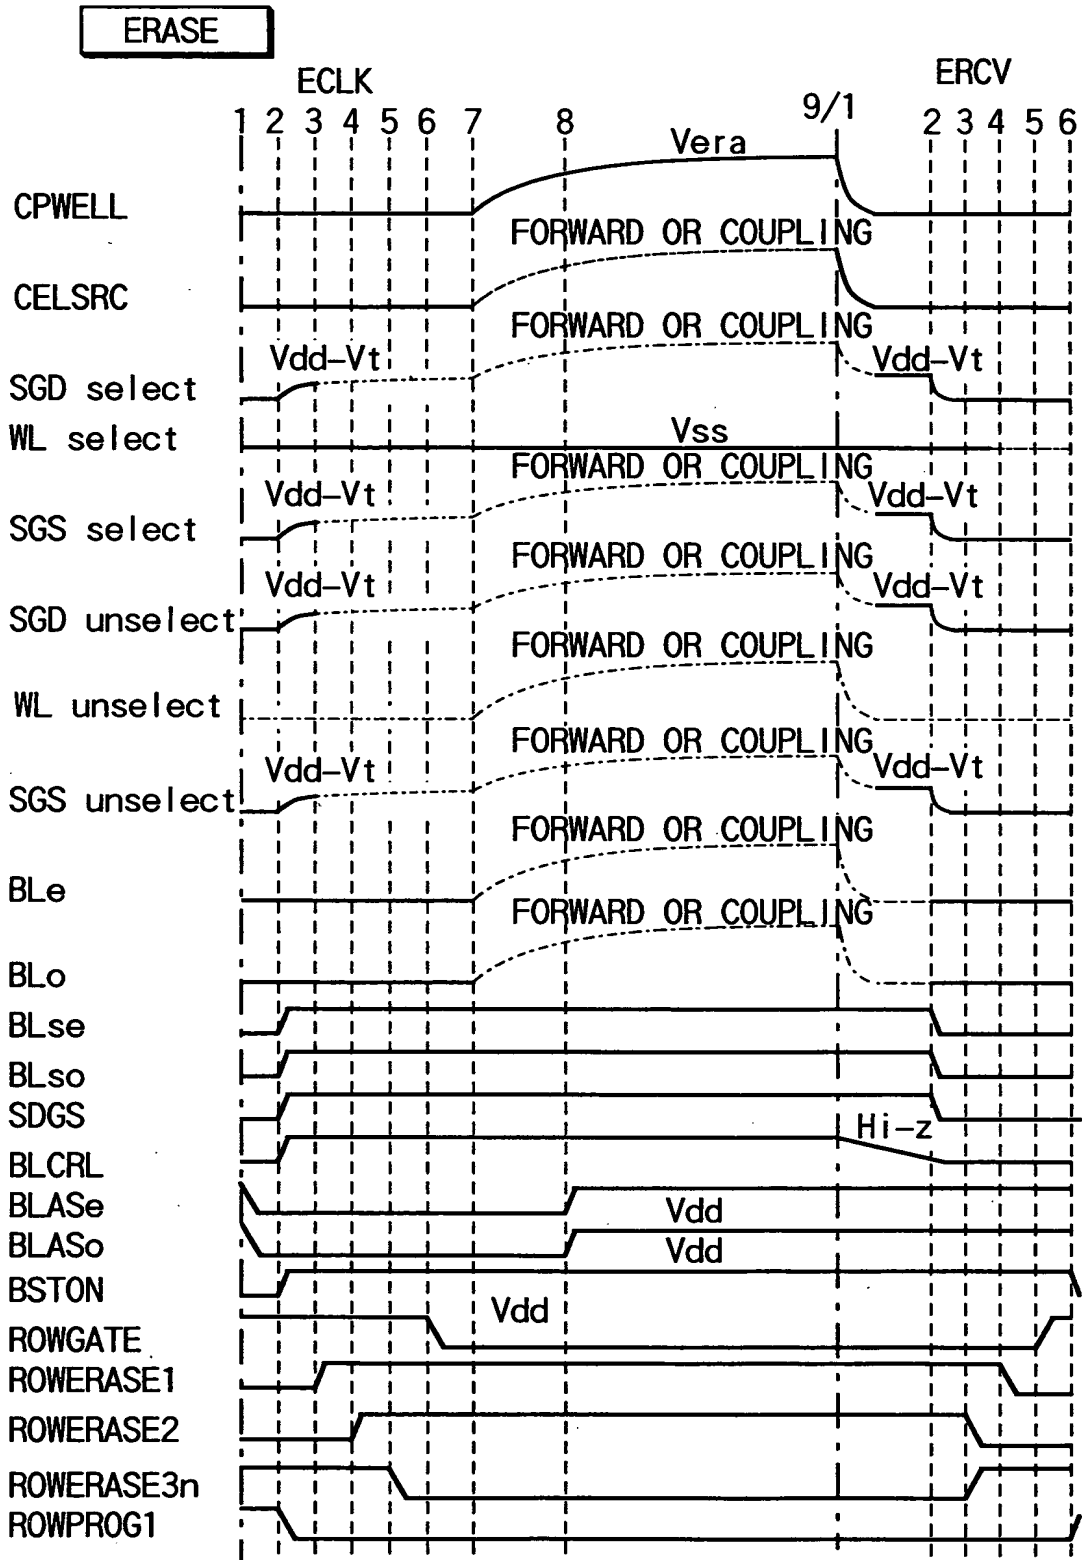 ERASE
ECLK
ERCV
1 2 3 4 5 6 7 8 9/1 2 3 4 5 6
Vera
CPWELL
FORWARD OR COUPLING
CELSRC
FORWARD OR COUPLING
Vdd-Vt
Vdd-Vt
SGD select
WL select
Vss
FORWARD OR COUPLING
Vdd-Vt
Vdd-Vt
SGS select
FORWARD OR COUPLING
Vdd-Vt
Vdd-Vt
SGD unselect
FORWARD OR COUPLING
WL unselect
FORWARD OR COUPLING
Vdd-Vt
Vdd-Vt
SGS unselect
FORWARD OR COUPLING
BLe
FORWARD OR COUPLING
BLo
BLse
BLso
SDGS
Hi-z
BLCRL
BLASe
Vdd
BLASo
Vdd
BSTON
Vdd
ROWGATE
ROWERASE1
ROWERASE2
ROWERASE3n
ROWPROG1